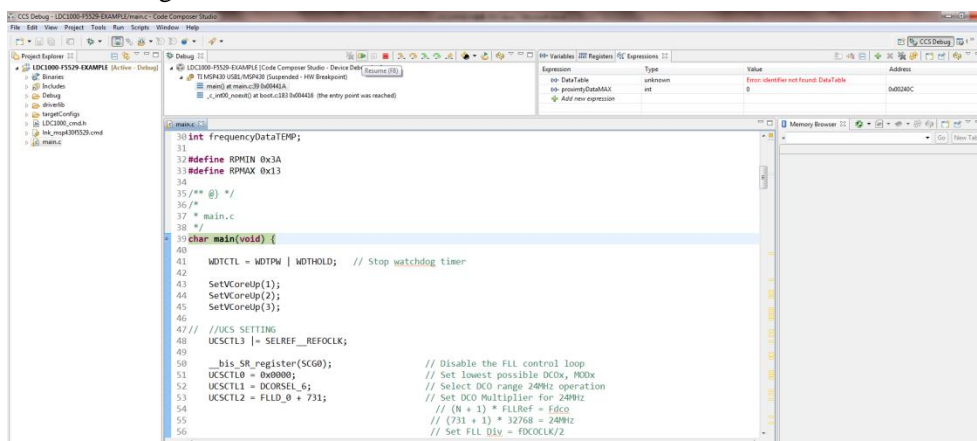 CCS Debug - LDC1000-F5529-EXAMPLE/main.c - Code Composer Studio
File Edit View Project Tools Run Scripts Window Help
CCS Debug
Project Explorer
LDC1000-F5529-EXAMPLE [Active - Debug]
Binaries
Includes
Debug
driverlib
targetConfigs
LDC1000_cmd.h
lnk_msp430f5529.cmd
main.c
Debug
LDC1000-F5529-EXAMPLE [Code Composer Studio - Device Deb
Resume (F8)
TI MSP430 USB1/MSP430 (Suspended - HW Breakpoint)
main() at main.c:39 0x00441A
_c_int00_noexit() at boot.c:183 0x004416 (the entry point was reached)
Variables Registers Expressions
Expression Type Value Address
DataTable unknown Error: identifier not found: DataTable
proximtyDataMAX int 0 0x00240C
Add new expression
main.c
30 int frequencyDataTEMP;
31
32 #define RPMIN 0x3A
33 #define RPMAX 0x13
34
35 /** @} */
36 /*
37 * main.c
38 */
39 char main(void) {
40
41 WDTCTL = WDTPW | WDTHOLD; // Stop watchdog timer
42
43 SetVCoreUp(1);
44 SetVCoreUp(2);
45 SetVCoreUp(3);
46
47 // //UCS SETTING
48 UCSCTL3 |= SELREF__REFOCLK;
49
50 __bis_SR_register(SCG0); // Disable the FLL control loop
51 UCSCTL0 = 0x0000; // Set lowest possible DCOx, MODx
52 UCSCTL1 = DCORSEL_6; // Select DCO range 24MHz operation
53 UCSCTL2 = FLLD_0 + 731; // Set DCO Multiplier for 24MHz
54 // (N + 1) * FLLRef = Fdco
55 // (731 + 1) * 32768 = 24MHz
56 // Set FLL Div = fDCOCLK/2
Memory Browser
Go New Tab